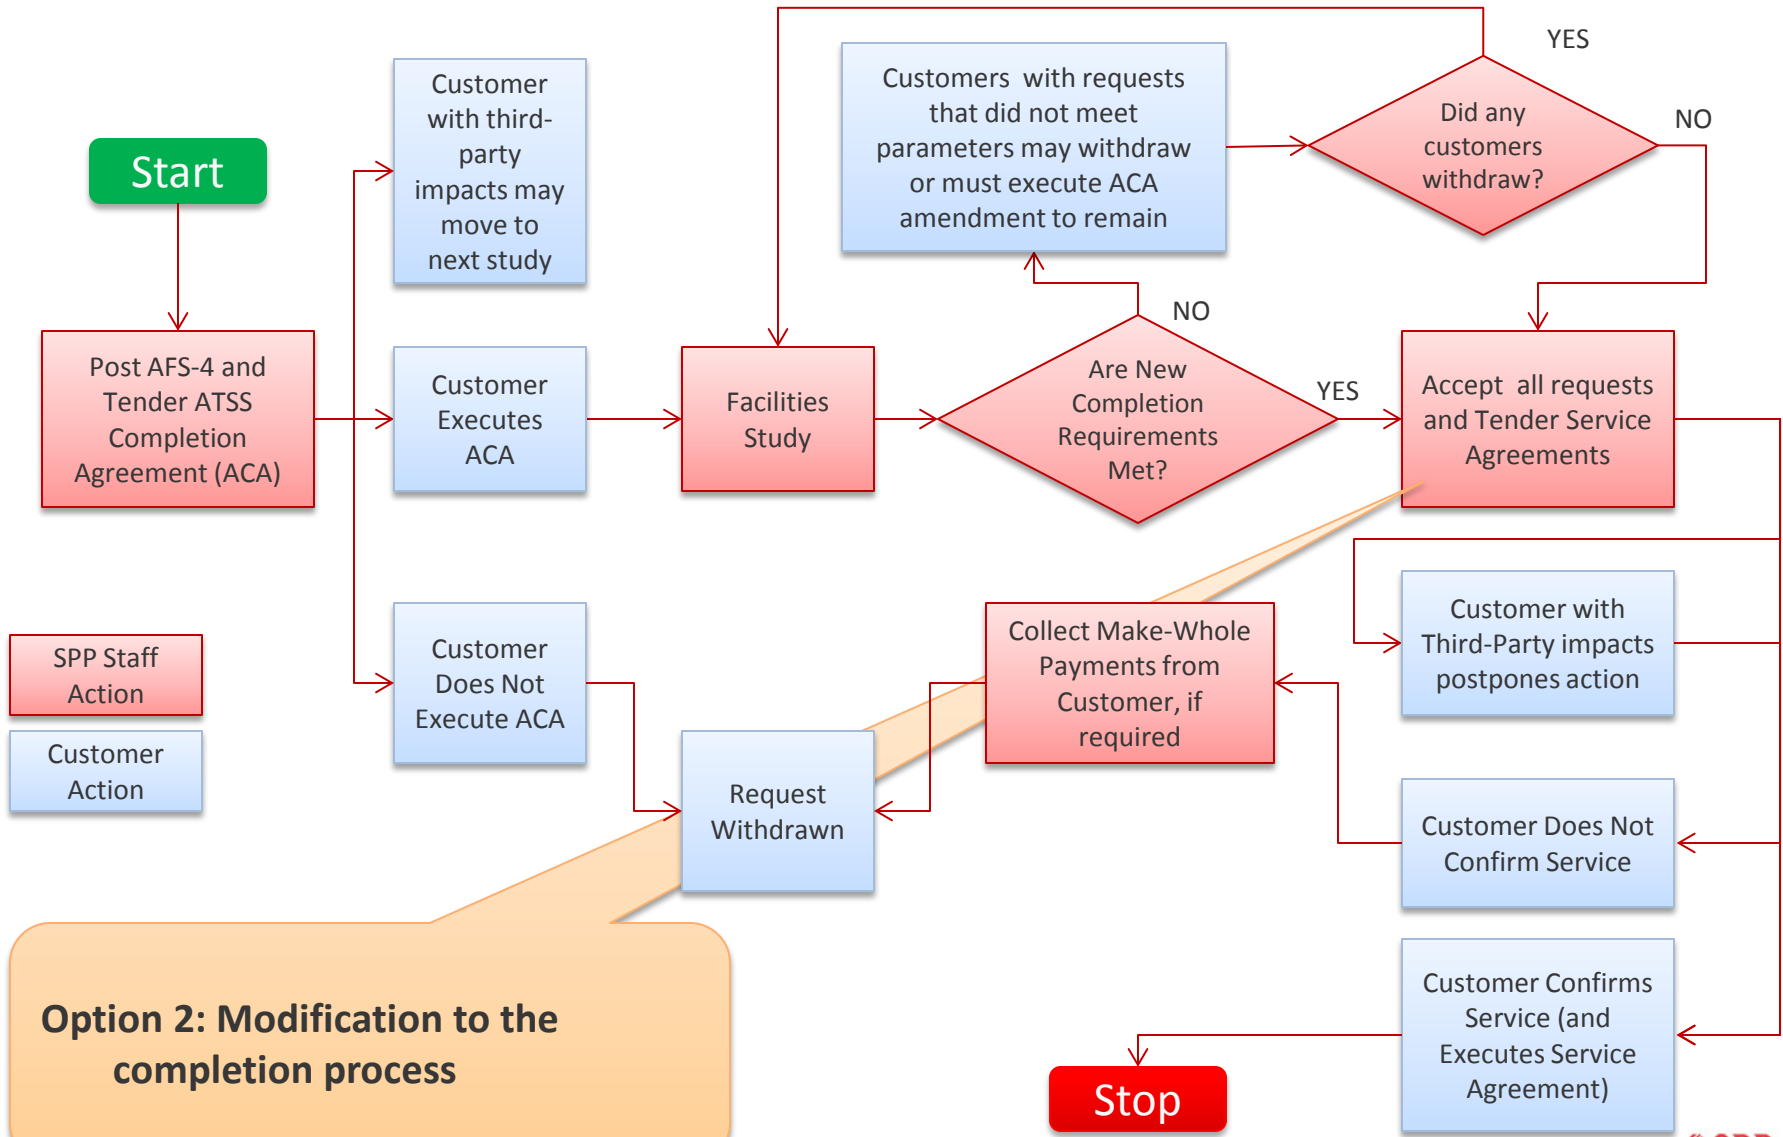 Start
Post AFS-4 and
Tender ATSS
Completion
Agreement (ACA)
Customer
with third-
party
impacts may
move to
next study
Customer
Executes
ACA
Customer
Does Not
Execute ACA
Facilities
Study
Customers with requests
that did not meet
parameters may withdraw
or must execute ACA
amendment to remain
YES
Did any
customers
withdraw?
NO
NO
Are New
Completion
Requirements
Met?
YES
Accept all requests
and Tender Service
Agreements
Customer with
Third-Party impacts
postpones action
Collect Make-Whole
Payments from
Customer, if
required
Request
Withdrawn
Customer Does Not
Confirm Service
Customer Confirms
Service (and
Executes Service
Agreement)
Stop
SPP Staff
Action
Customer
Action
Option 2: Modification to the
completion process